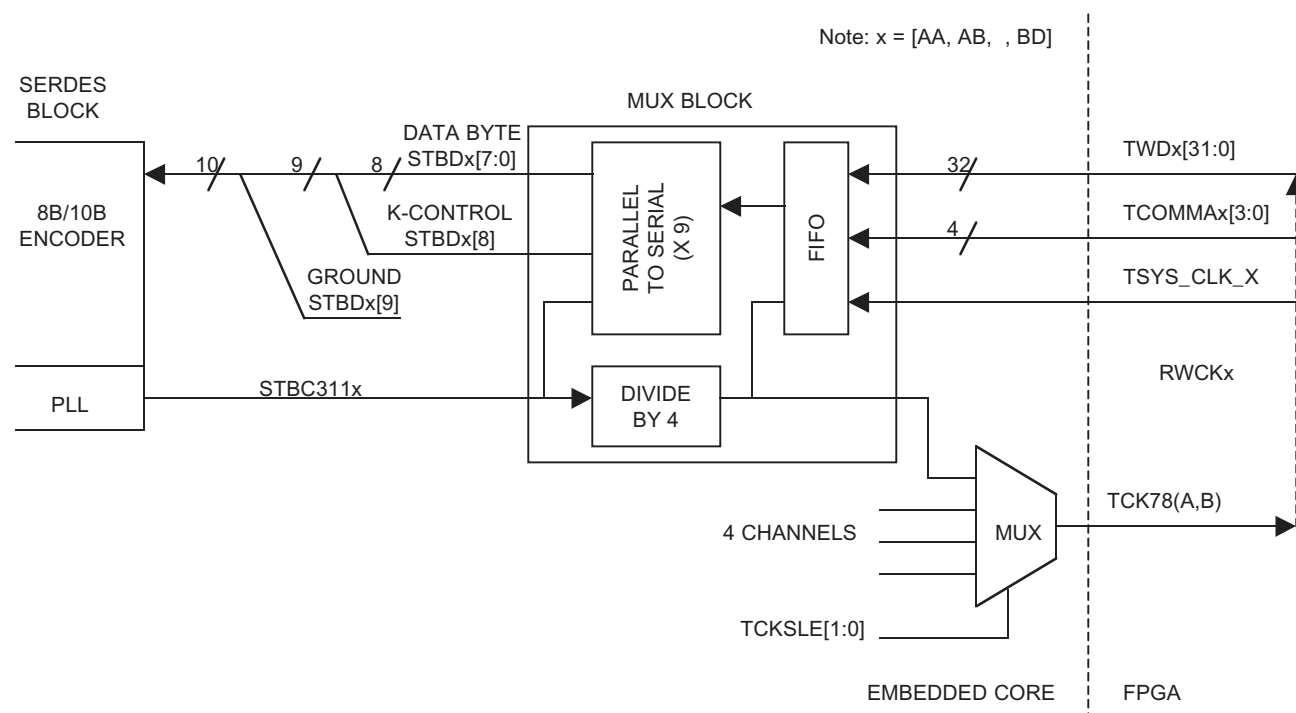 Note: x = [AA, AB,  , BD]
SERDES
BLOCK
MUX BLOCK
DATA BYTE
STBDx[7:0]
10
9
8
32
TWDx[31:0]
8B/10B
ENCODER
K-CONTROL
STBDx[8]
PARALLEL
TO SERIAL
(X 9)
FIFO
4
TCOMMAx[3:0]
GROUND
STBDx[9]
TSYS_CLK_X
RWCKx
PLL
STBC311x
DIVIDE
BY 4
TCK78(A,B)
4 CHANNELS
MUX
TCKSLE[1:0]
EMBEDDED CORE
FPGA